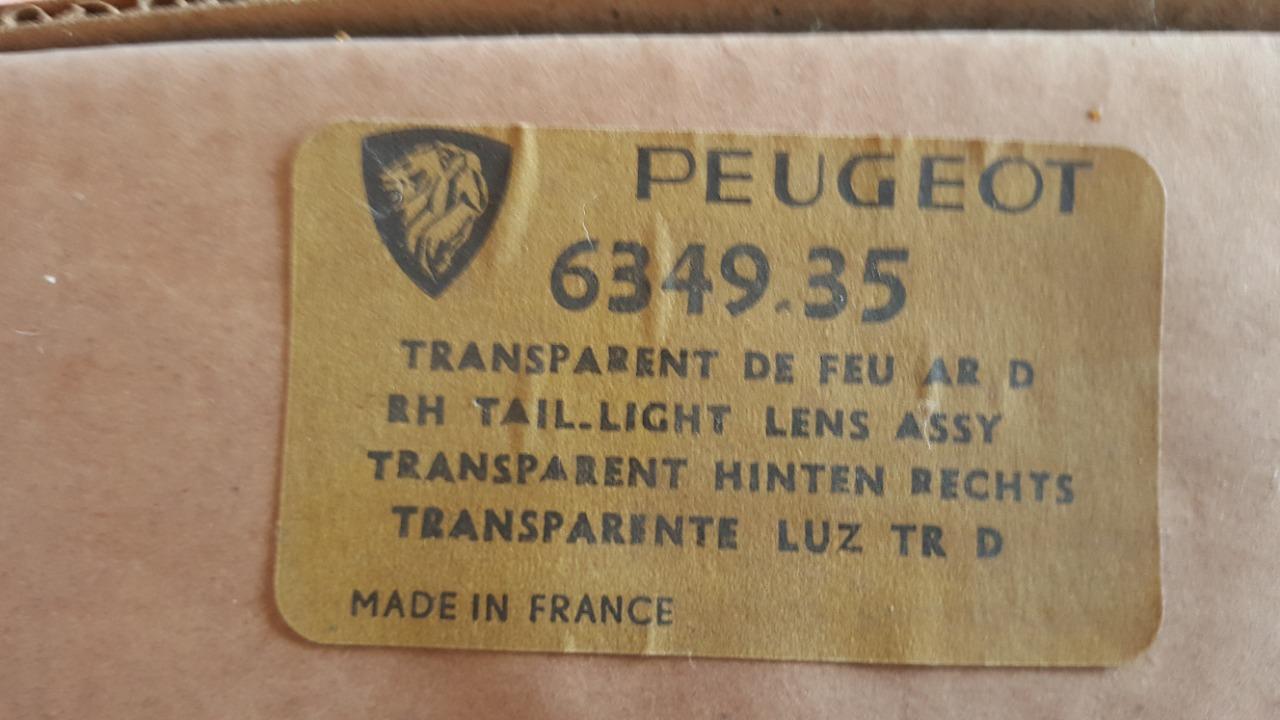 PEUGEOT
6349.35
TRANSPARENT DE FEU AR D
RH TAIL-LIGHT LENS ASSY
TRANSPARENT HINTEN RECHTS
TRANSPARENTE LUZ TR D
MADE IN FRANCE